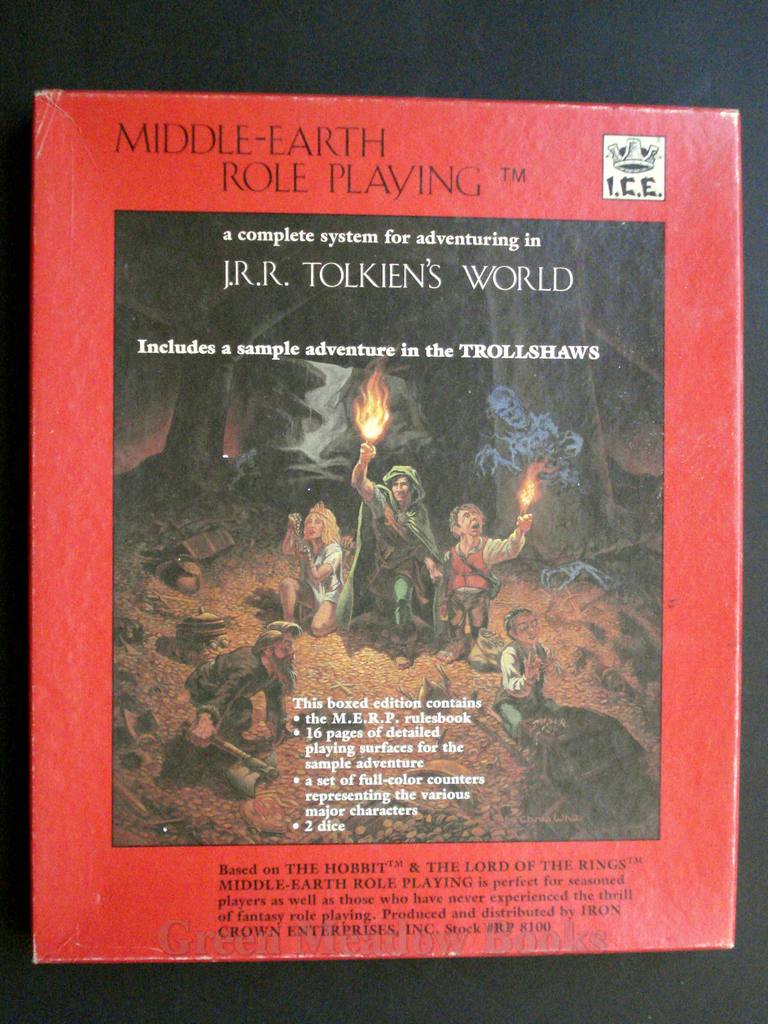 MIDDLE-EARTH
ROLE PLAYING ™
I.C.E.
a complete system for adventuring in
J.R.R. TOLKIEN'S WORLD
Includes a sample adventure in the TROLLSHAWS
This boxed edition contains
• the M.E.R.P. rulesbook
• 16 pages of detailed
playing surfaces for the
sample adventure
• a set of full-color counters
representing the various
major characters
• 2 dice
Chris White
Based on THE HOBBIT™ & THE LORD OF THE RINGS™
MIDDLE-EARTH ROLE PLAYING is perfect for seasoned
players as well as those who have never experienced the thrill
of fantasy role playing. Produced and distributed by IRON
CROWN ENTERPRISES, INC. Stock #RP 8100
Green Meadow Books